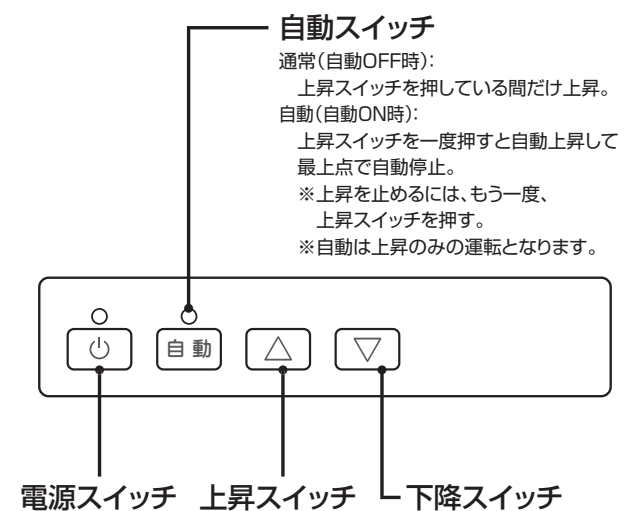 自動スイッチ
通常(自動OFF時):
上昇スイッチを押している間だけ上昇。
自動(自動ON時):
上昇スイッチを一度押すと自動上昇して
最上点で自動停止。
※上昇を止めるには、もう一度、
上昇スイッチを押す。
※自動は上昇のみの運転となります。
自動
電源スイッチ 上昇スイッチ 下降スイッチ